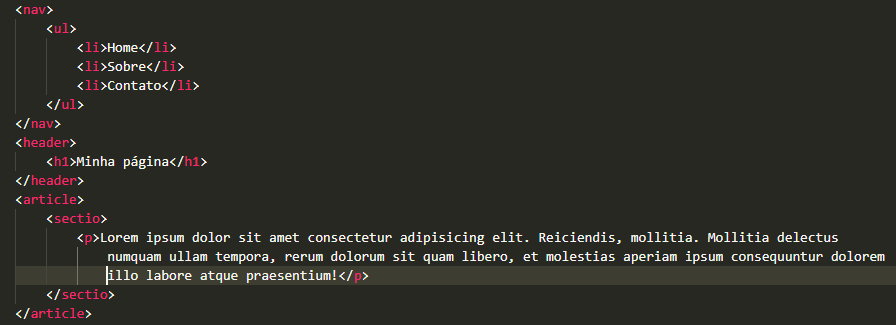 <nav>
<ul>
<li>Home</li>
<li>Sobre</li>
<li>Contato</li>
</ul>
</nav>
<header>
<h1>Minha página</h1>
</header>
<article>
<sectio>
<p>Lorem ipsum dolor sit amet consectetur adipisicing elit. Reiciendis, mollitia. Mollitia delectus
numquam ullam tempora, rerum dolorum sit quam libero, et molestias aperiam ipsum consequuntur dolorem
illo labore atque praesentium!</p>
</sectio>
</article>